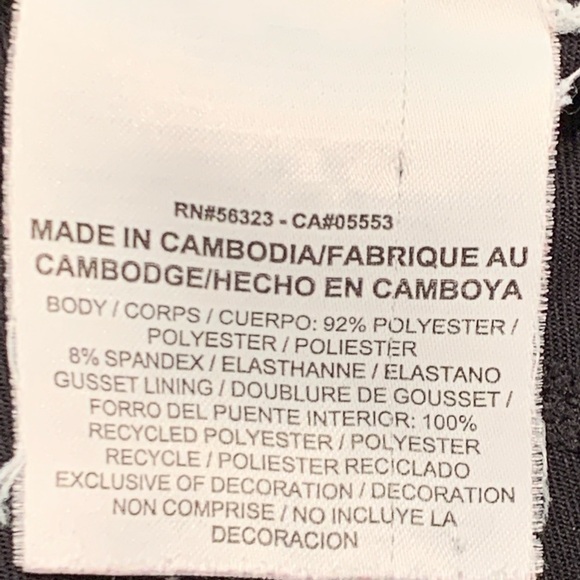 RN#56323 - CA#05553
MADE IN CAMBODIA/FABRIQUE AU
CAMBODGE/HECHO EN CAMBOYA
BODY / CORPS / CUERPO: 92% POLYESTER /
POLYESTER / POLIESTER
8% SPANDEX / ELASTHANNE / ELASTANO
GUSSET LINING / DOUBLURE DE GOUSSET /
FORRO DEL PUENTE INTERIOR: 100%
RECYCLED POLYESTER / POLYESTER
RECYCLE / POLIESTER RECICLADO
EXCLUSIVE OF DECORATION / DECORATION
NON COMPRISE / NO INCLUYE LA
DECORACION